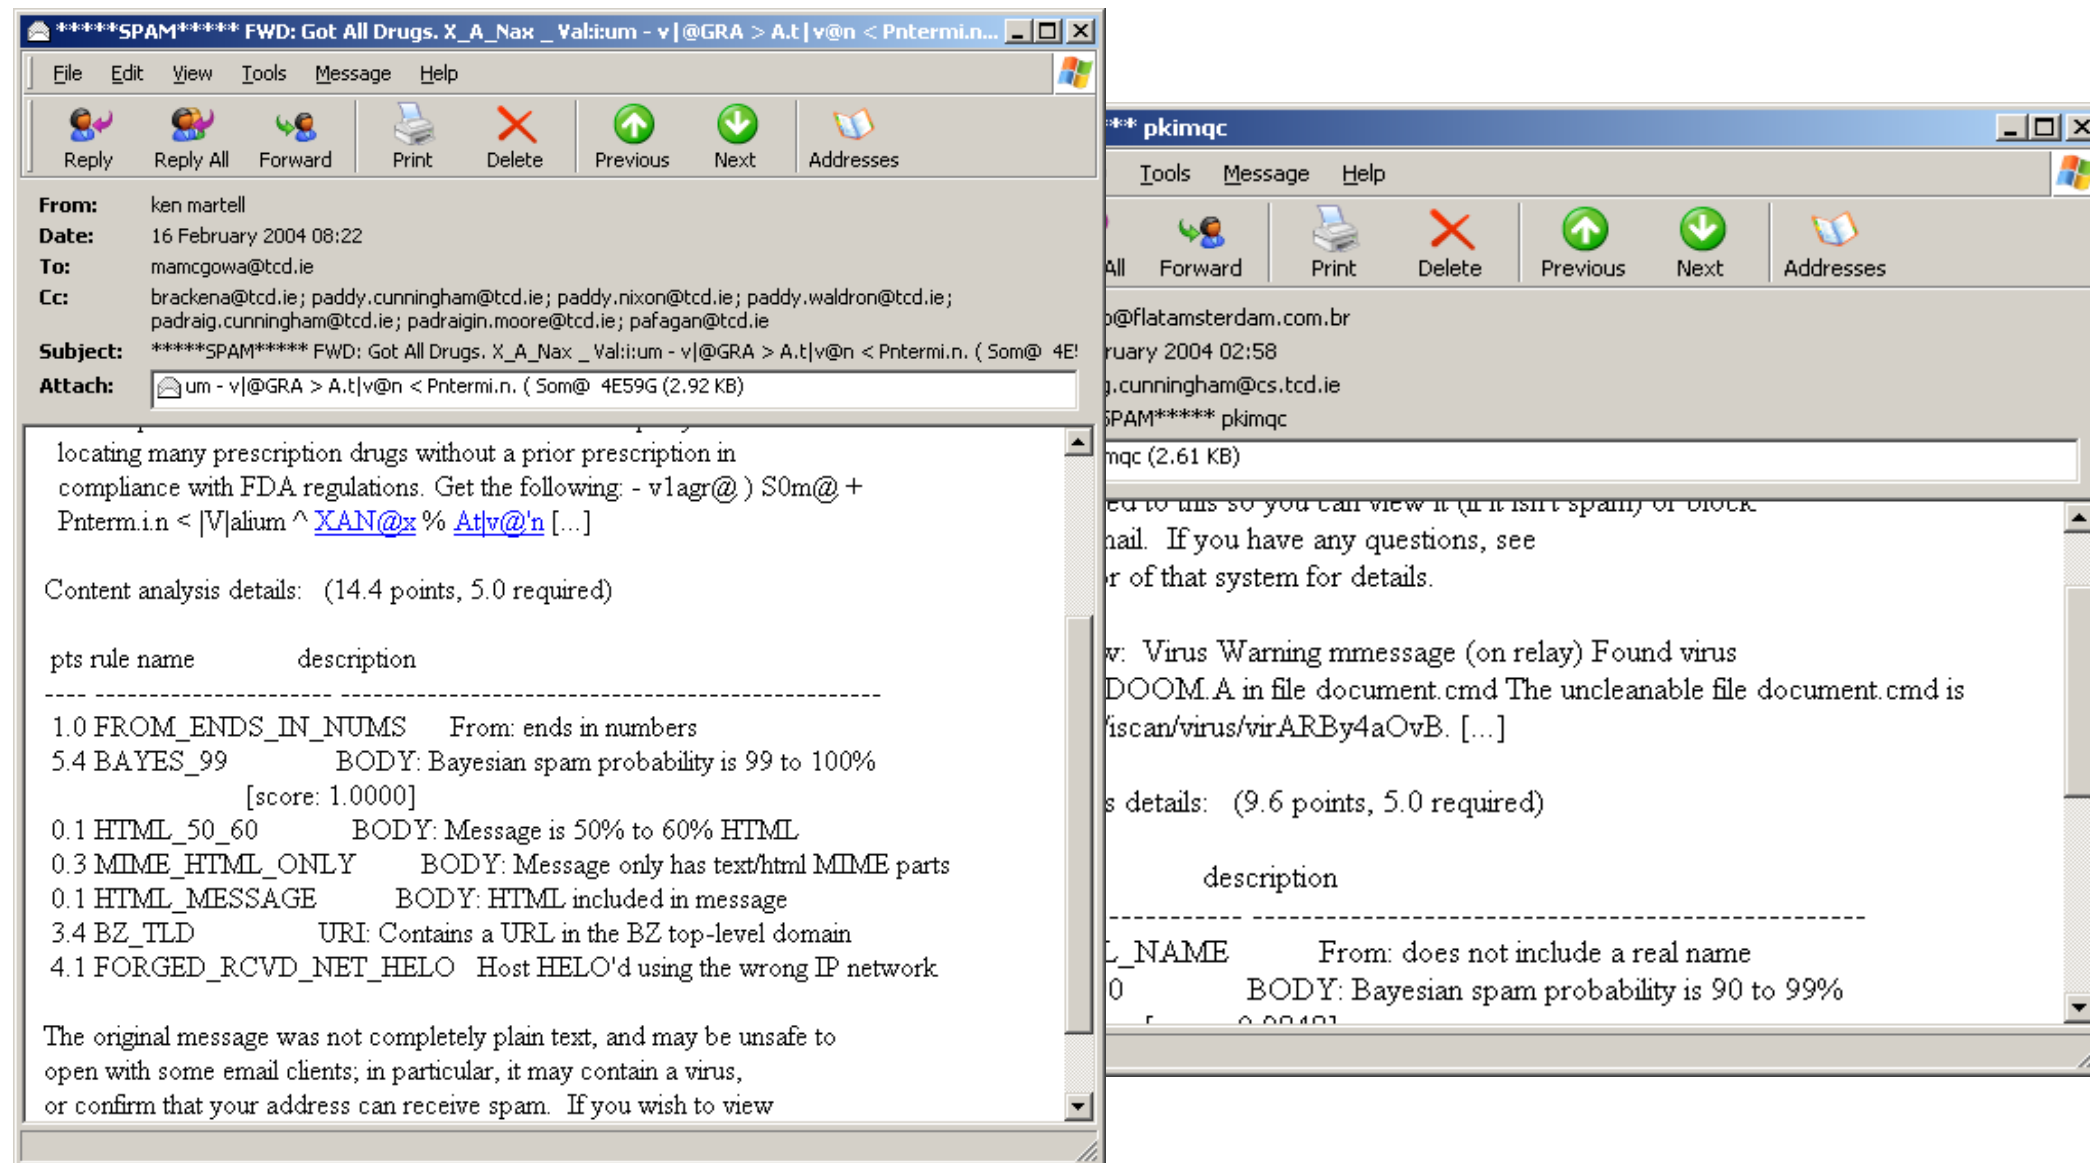 *****SPAM***** FWD: Got All Drugs. X_A_Nax _ Val:i:um - v|@GRA > A.t|v@n < Pntermi.n...
File Edit View Tools Message Help
Reply Reply All Forward Print Delete Previous Next Addresses
From: ken martell
Date: 16 February 2004 08:22
To: mamcgowa@tcd.ie
Cc: brackena@tcd.ie; paddy.cunningham@tcd.ie; paddy.nixon@tcd.ie; paddy.waldron@tcd.ie;
padraig.cunningham@tcd.ie; padraigin.moore@tcd.ie; pafagan@tcd.ie
Subject: *****SPAM***** FWD: Got All Drugs. X_A_Nax _ Val:i:um - v|@GRA > A.t|v@n < Pntermi.n. ( Som@ 4E
Attach: um - v|@GRA > A.t|v@n < Pntermi.n. ( Som@ 4E59G (2.92 KB)
locating many prescription drugs without a prior prescription in
compliance with FDA regulations. Get the following: - v1agr@ ) S0m@ +
Pnterm.i.n < |V|alium ^ XAN@x % At|v@'n [...]
Content analysis details: (14.4 points, 5.0 required)
pts rule name description
---- ---------------------- --------------------------------------------------
1.0 FROM_ENDS_IN_NUMS From: ends in numbers
5.4 BAYES_99 BODY: Bayesian spam probability is 99 to 100%
[score: 1.0000]
0.1 HTML_50_60 BODY: Message is 50% to 60% HTML
0.3 MIME_HTML_ONLY BODY: Message only has text/html MIME parts
0.1 HTML_MESSAGE BODY: HTML included in message
3.4 BZ_TLD URI: Contains a URL in the BZ top-level domain
4.1 FORGED_RCVD_NET_HELO Host HELO'd using the wrong IP network
The original message was not completely plain text, and may be unsafe to
open with some email clients; in particular, it may contain a virus,
or confirm that your address can receive spam. If you wish to view
*** pkimqc
Tools Message Help
All Forward Print Delete Previous Next Addresses
@flatamsterdam.com.br
ruary 2004 02:58
.cunningham@cs.tcd.ie
SPAM***** pkimqc
mqc (2.61 KB)
ed to this so you can view it (if it isn't spam) or block
nail. If you have any questions, see
r of that system for details.
w: Virus Warning mmessage (on relay) Found virus
DOOM.A in file document.cmd The uncleanable file document.cmd is
/iscan/virus/virARBy4aOvB. [...]
s details: (9.6 points, 5.0 required)
description
----------- --------------------------------------------------
L_NAME From: does not include a real name
0 BODY: Bayesian spam probability is 90 to 99%